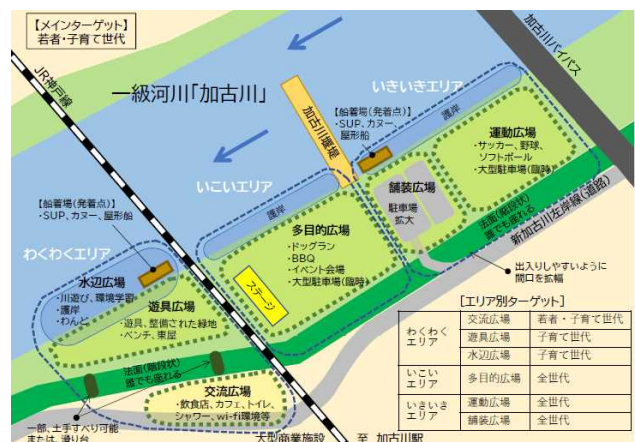 【メインターゲット】
若者・子育て世代
JR神戸線
一級河川「加古川」
加古川堰堤
加古川バイパス
いきいきエリア
【船着場(発着点)】
・SUP、カヌー、
屋形船
護岸
運動広場
・サッカー、野球、
ソフトボール
・大型駐車場(臨時)
舗装広場
駐車場
拡大
法面(階段状)
誰でも座れる
新加古川左岸線(道路)
出入りしやすいように
間口を拡幅
いこいエリア
護岸
多目的広場
・ドッグラン
・BBQ
・イベント会場
・大型駐車場(臨時)
ステージ
【船着場(発着点)】
・SUP、カヌー、屋形船
わくわくエリア
水辺広場
・川遊び、環境学習
・護岸
・わんど
遊具広場
・遊具、整備された緑地
・ベンチ、東屋
法面(階段状)
誰でも座れる
交流広場
・飲食店、カフェ、トイレ、
シャワー、wi-fi環境等
一部、土手すべり可能
または、滑り台
大型商業施設 至 加古川駅
[エリア別ターゲット]
わくわくエリア 交流広場 若者・子育て世代
遊具広場 子育て世代
水辺広場 子育て世代
いこいエリア 多目的広場 全世代
いきいきエリア 運動広場 全世代
舗装広場 全世代